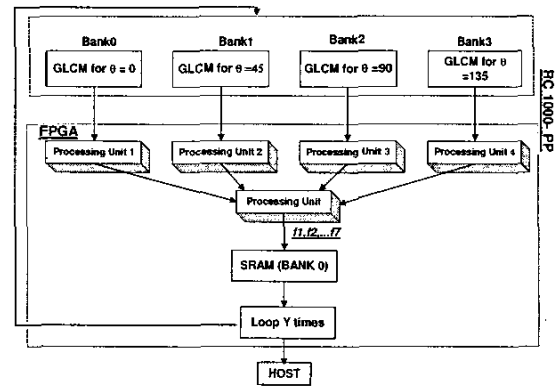 Bank0
GLCM for θ = 0
Bank1
GLCM for θ =45
Bank2
GLCM for θ =90
Bank3
GLCM for θ
=135
RC 1000- PP
FPGA
Processing Unit 1
Processing Unit 2
Processing Unit 3
Processing Unit 4
Processing Unit
f1,f2,...f7
SRAM (BANK 0)
Loop Y times
HOST